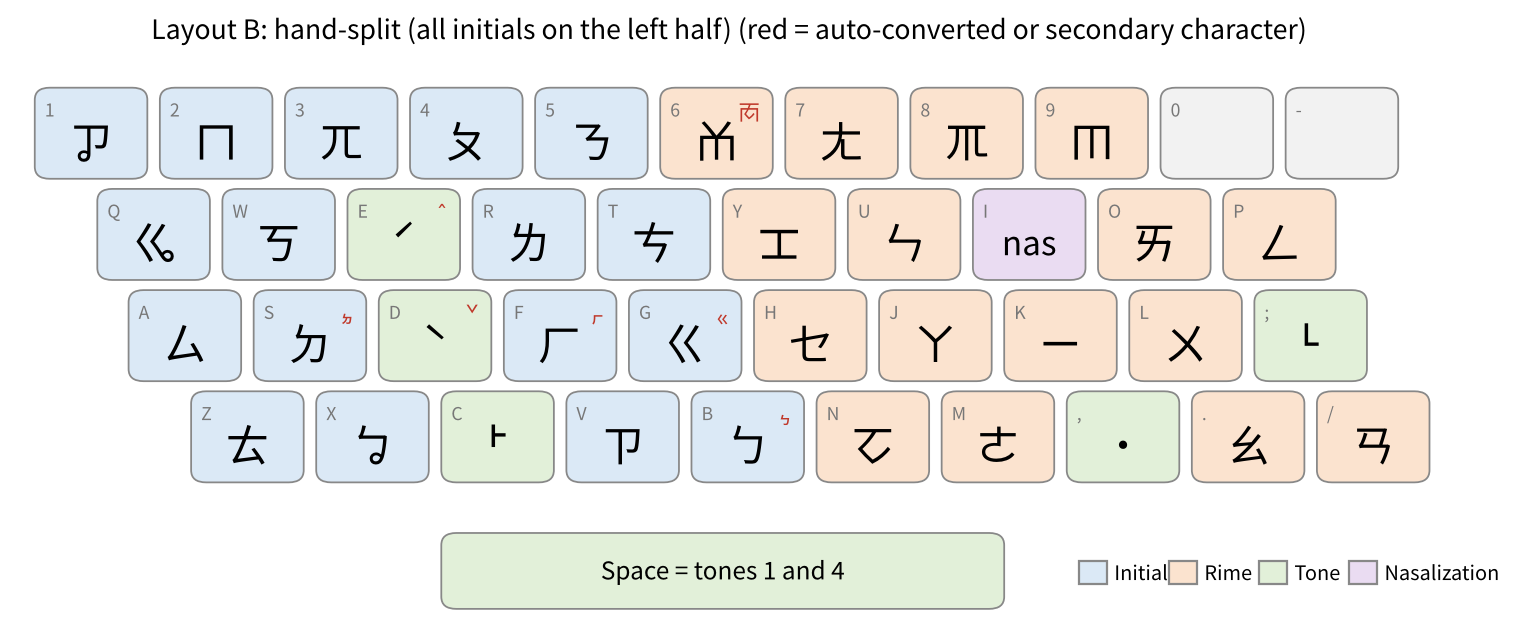 Layout B: hand-split (all initials on the left half) (red = auto-converted or secondary character)
1 ㆡ 2 ㄇ 3 ㄫ 4 ㄆ 5 ㄋ 6 ㆬ 7 ㄤ 8 ㆭ 9 ㆰ 0 -
Q ㆣ W ㄎ E ˊ ˆ R ㄌ T ㄘ Y ㆤ U ㄣ I nas O ㄞ P ㄥ
A ㄙ S ㄉ ㆵ D ˋ ˇ F ㄏ ㆷ G ㄍ ㆶ H ㄝ J ㄚ K ㄧ L ㄨ ; ˪
Z ㄊ X ㆠ C ˫ V ㄗ B ㄅ ㆴ N ㆦ M ㄜ , ˙ . ㄠ / ㄢ
Space = tones 1 and 4
Initial Rime Tone Nasalization